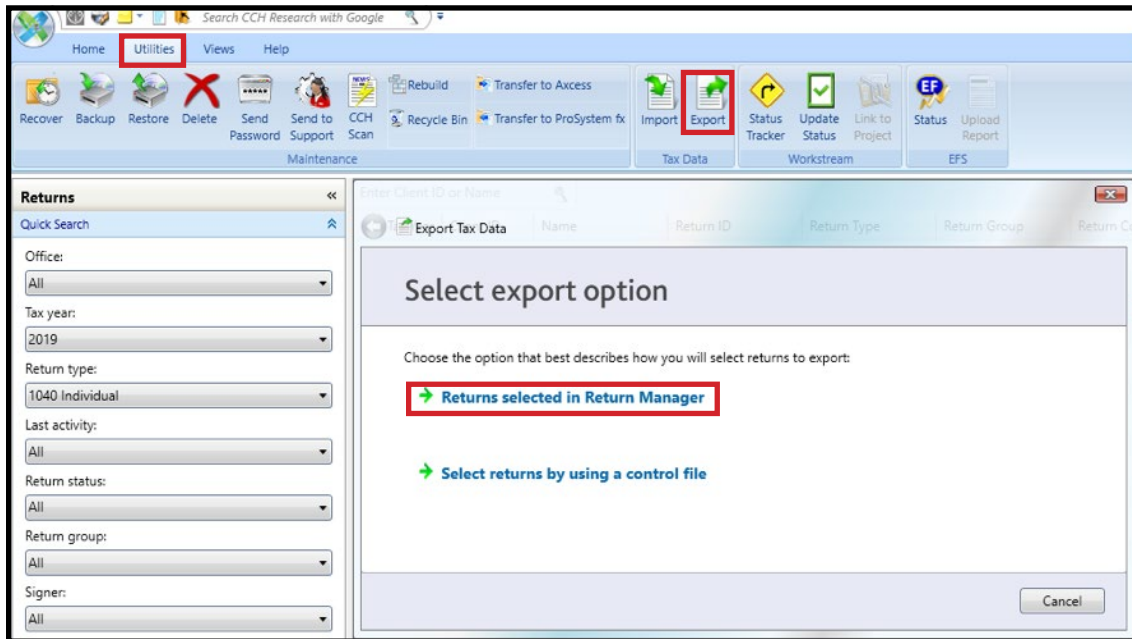 Search CCH Research with Google
Home Utilities Views Help
Recover Backup Restore Delete Send Password Send to Support CCH Scan Rebuild Transfer to Axcess
Recycle Bin Transfer to ProSystem fx
Import Export Status Tracker Update Status Link to Project Status Upload Report
Maintenance Tax Data Workstream EFS
NEWS
EF
EF
Returns
Quick Search
Office:
All
Tax year:
2019
Return type:
1040 Individual
Last activity:
All
Return status:
All
Return group:
All
Signer:
All
Enter Client ID or Name
Export Tax Data Name Return ID Return Type Return Group
Select export option
Choose the option that best describes how you will select returns to export:
Returns selected in Return Manager
Select returns by using a control file
Cancel